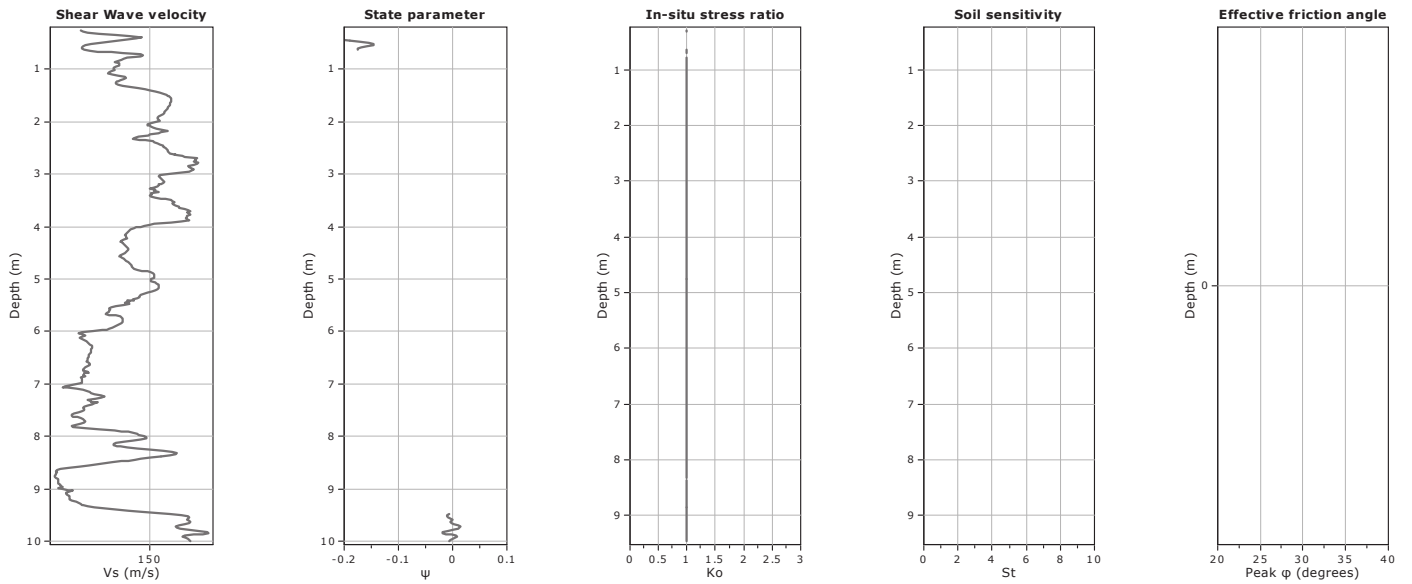 Shear Wave velocity
Depth (m)
1
2
3
4
5
6
7
8
9
10
150
Vs (m/s)
State parameter
Depth (m)
1
2
3
4
5
6
7
8
9
10
-0.2 -0.1 0 0.1
ψ
In-situ stress ratio
Depth (m)
1
2
3
4
5
6
7
8
9
0 0.5 1 1.5 2 2.5 3
Ko
Soil sensitivity
Depth (m)
1
2
3
4
5
6
7
8
9
0 2 4 6 8 10
St
Effective friction angle
Depth (m)
0
20 25 30 35 40
Peak φ (degrees)